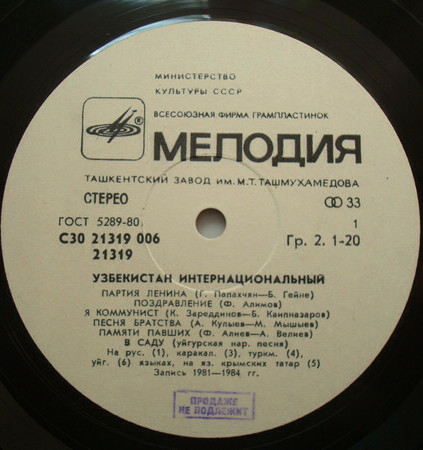 МИНИСТЕРСТВО
КУЛЬТУРЫ СССР
ВСЕСОЮЗНАЯ ФИРМА ГРАМПЛАСТИНОК
®
МЕЛОДИЯ
ТАШКЕНТСКИЙ ЗАВОД ИМ. М.Т. ТАШМУХАМЕДОВА
СТЕРЕО
33
ГОСТ 5289-80
1
С30 21319 006
Гр. 2. 1-20
21319
УЗБЕКИСТАН ИНТЕРНАЦИОНАЛЬНЫЙ
ПАРТИЯ ЛЕНИНА (Г. Папахчян—Б. Гейне)
ПОЗДРАВЛЕНИЕ (Ф. Алимов)
Я КОММУНИСТ (К. Зареддинов—Б. Каипназаров)
ПЕСНЯ БРАТСТВА (А. Кулыев—М. Мышыев)
ПАМЯТИ ПАВШИХ (Ф. Алиев—А. Велиев)
В САДУ (уйгурская нар. песня)
На рус. (1), каракал. (3), туркм. (4),
уйг. (6) языках, на яз. крымских татар (5)
Запись 1981—1984 гг.
ПРОДАЖЕ
НЕ ПОДЛЕЖИТ